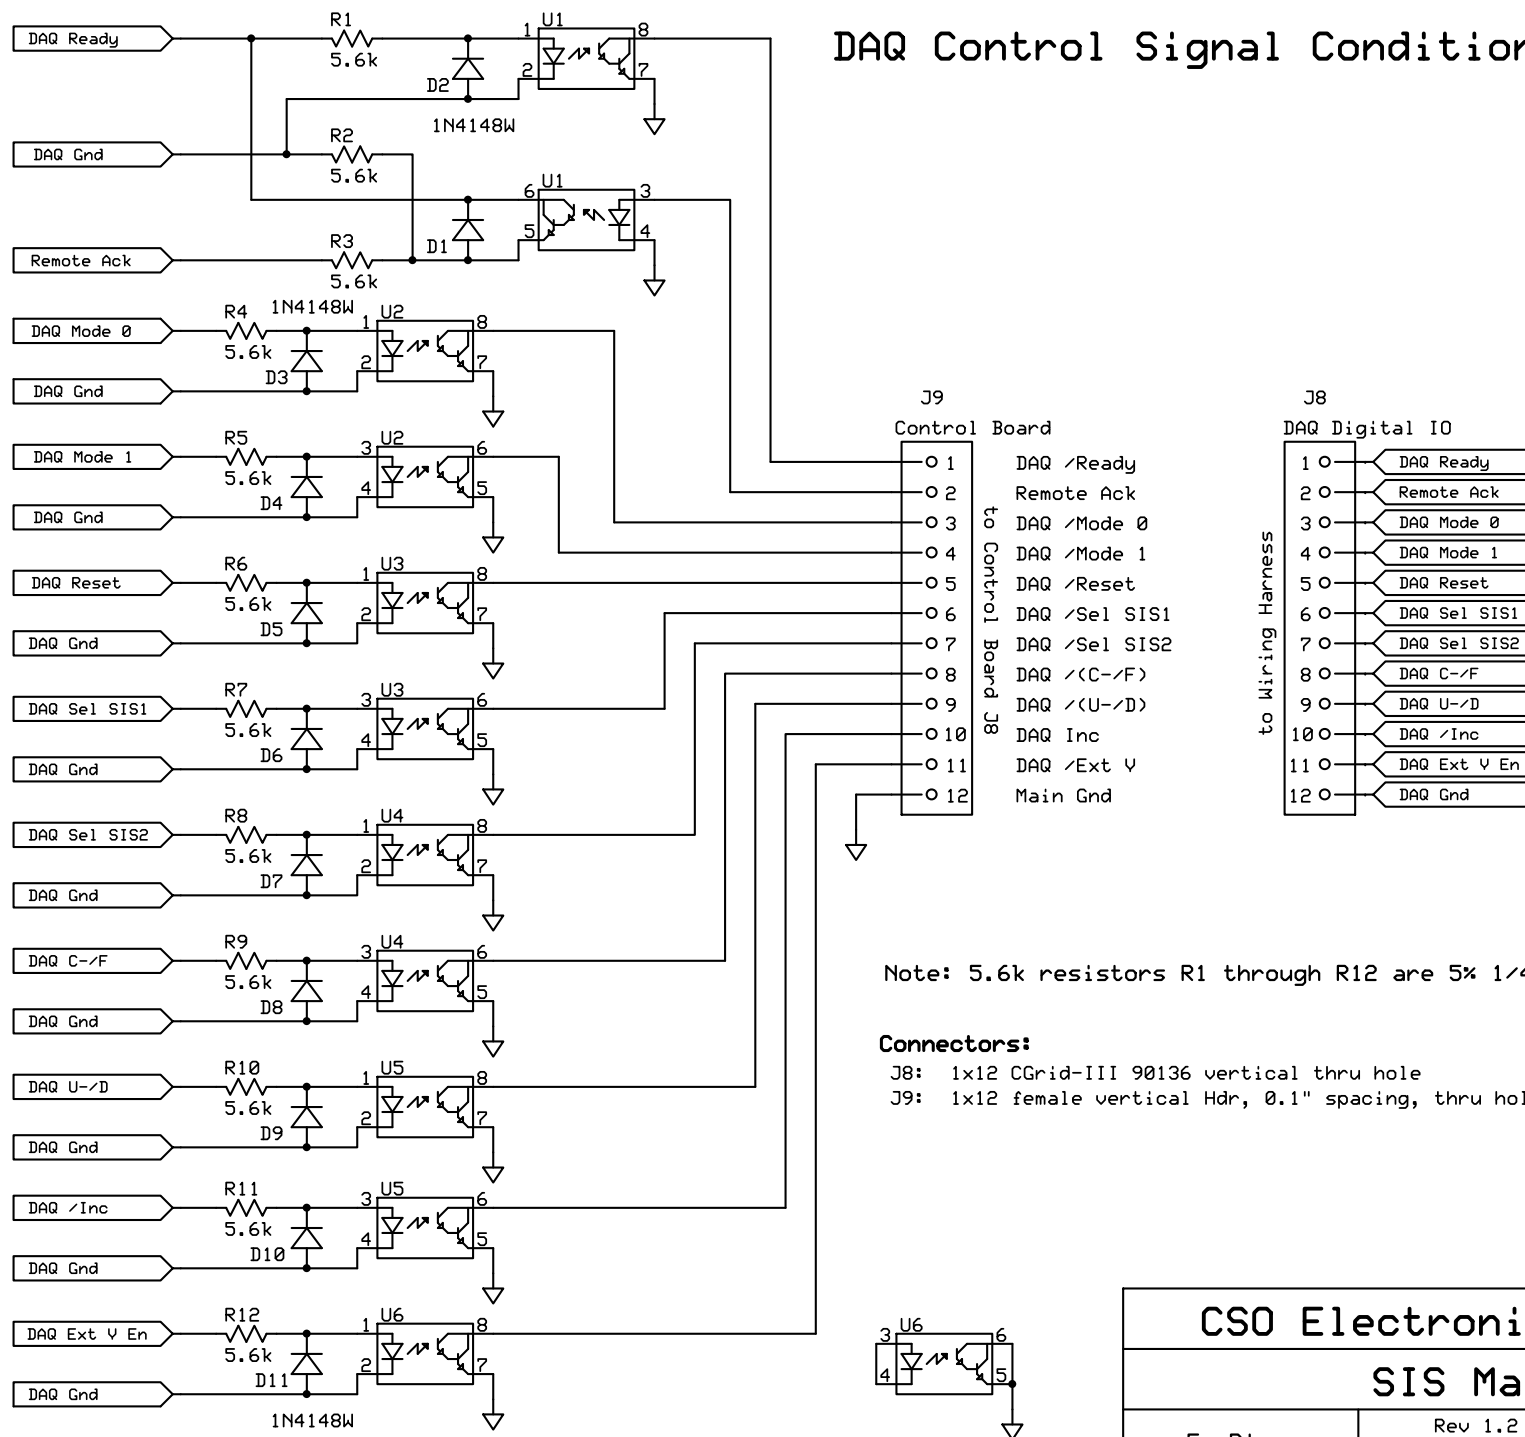 DAQ Control Signal Condition
DAQ Ready
R1
5.6k
D2
1N4148W
1
2
U1
8
7
DAQ Gnd
R2
5.6k
Remote Ack
R3
5.6k
D1
6
5
U1
3
4
1N4148W
DAQ Mode 0
R4
5.6k
D3
1
2
U2
8
7
DAQ Gnd
DAQ Mode 1
R5
5.6k
D4
3
4
U2
6
5
DAQ Gnd
DAQ Reset
R6
5.6k
D5
1
2
U3
8
7
DAQ Gnd
DAQ Sel SIS1
R7
5.6k
D6
3
4
U3
6
5
DAQ Gnd
DAQ Sel SIS2
R8
5.6k
D7
1
2
U4
8
7
DAQ Gnd
DAQ C-/F
R9
5.6k
D8
3
4
U4
6
5
DAQ Gnd
DAQ U-/D
R10
5.6k
D9
1
2
U5
8
7
DAQ Gnd
DAQ /Inc
R11
5.6k
D10
3
4
U5
6
5
DAQ Gnd
DAQ Ext V En
R12
5.6k
D11
1
2
U6
8
7
DAQ Gnd
1N4148W
J9
Control Board
1 DAQ /Ready
2 Remote Ack
3 DAQ /Mode 0
4 DAQ /Mode 1
5 DAQ /Reset
6 DAQ /Sel SIS1
7 DAQ /Sel SIS2
8 DAQ /(C-/F)
9 DAQ /(U-/D)
10 DAQ Inc
11 DAQ /Ext V
12 Main Gnd
to Control Board J8
J8
DAQ Digital IO
to Wiring Harness
1 DAQ Ready
2 Remote Ack
3 DAQ Mode 0
4 DAQ Mode 1
5 DAQ Reset
6 DAQ Sel SIS1
7 DAQ Sel SIS2
8 DAQ C-/F
9 DAQ U-/D
10 DAQ /Inc
11 DAQ Ext V En
12 DAQ Gnd
Note: 5.6k resistors R1 through R12 are 5% 1/4
Connectors:
J8: 1x12 CGrid-III 90136 vertical thru hole
J9: 1x12 female vertical Hdr, 0.1" spacing, thru hol
U6
3
4
6
5
CSO Electroni
SIS Ma
Rev 1.2